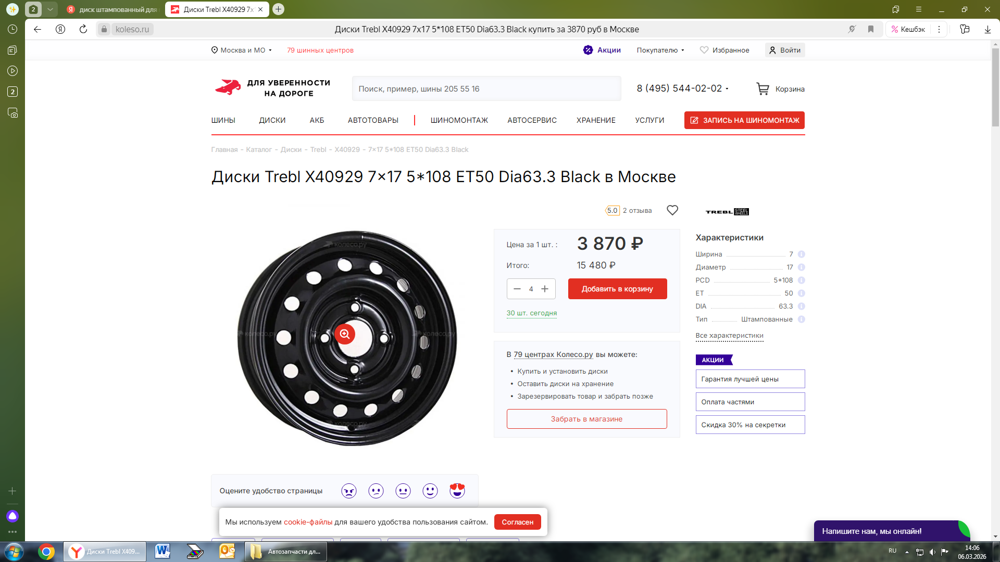 2
диск штампованный для
Диски Trebl X40929 7x
koleso.ru
Диски Trebl X40929 7x17 5*108 ET50 Dia63.3 Black купить за 3870 руб в Москве
Кешбэк
2
Москва и МО
79 шинных центров
Акции
Покупателю
Избранное
Войти
ДЛЯ УВЕРЕННОСТИ
НА ДОРОГЕ
Поиск, пример, шины 205 55 16
8 (495) 544-02-02
Корзина
ШИНЫ
ДИСКИ
АКБ
АВТОТОВАРЫ
ШИНОМОНТАЖ
АВТОСЕРВИС
ХРАНЕНИЕ
УСЛУГИ
ЗАПИСЬ НА ШИНОМОНТАЖ
Главная - Каталог - Диски - Trebl - X40929 - 7×17 5*108 ET50 Dia63.3 Black
Диски Trebl X40929 7×17 5*108 ET50 Dia63.3 Black в Москве
5.0 2 отзыва
TREBL STEEL WHEELS
колесо.ру
колесо.ру
колесо.ру
колесо.ру
Цена за 1 шт. : 3 870 ₽
Итого: 15 480 ₽
4
Добавить в корзину
30 шт. сегодня
В 79 центрах Колесо.ру вы можете:
• Купить и установить диски
• Оставить диски на хранение
• Зарезервировать товар и забрать позже
Забрать в магазине
Характеристики
Ширина 7
Диаметр 17
PCD 5*108
ET 50
DIA 63.3
Тип Штампованные
Все характеристики
АКЦИИ
Гарантия лучшей цены
Оплата частями
Скидка 30% на секретки
Оцените удобство страницы
Мы используем cookie-файлы для вашего удобства пользования сайтом.
Согласен
Напишите нам, мы онлайн!
Диски Trebl X409...
Автозапчасти дл...
RU
14:06
06.03.2026